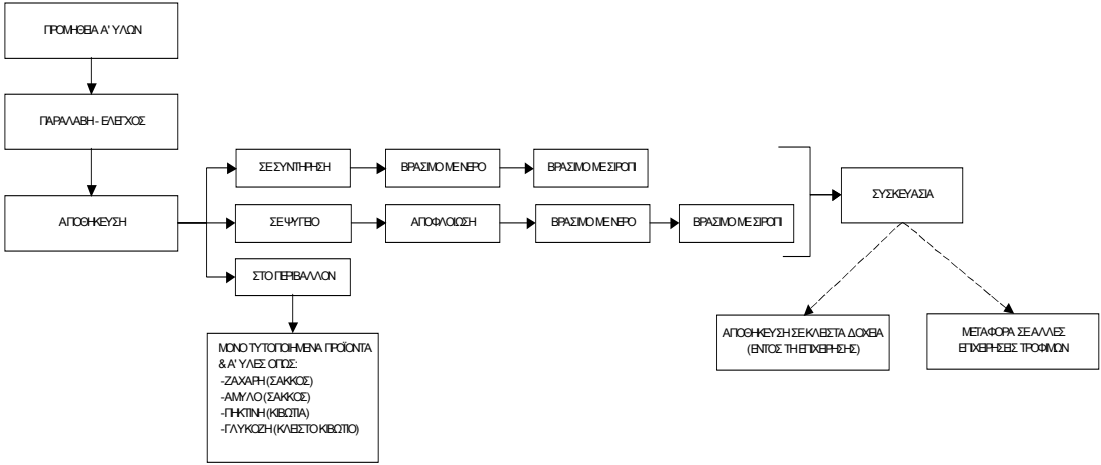 ΠΡΟΜΗΘΕΙΑ Α' ΥΛΩΝ
ΠΑΡΑΛΑΒΗ - ΕΛΕΓΧΟΣ
ΑΠΟΘΗΚΕΥΣΗ
ΣΕ ΣΥΝΤΗΡΗΣΗ
ΒΡΑΣΙΜΟ ΜΕ ΝΕΡΟ
ΒΡΑΣΙΜΟ ΜΕ ΣΙΡΟΠΙ
ΣΕ ΨΥΓΕΙΟ
ΑΠΟΦΛΟΙΩΣΗ
ΒΡΑΣΙΜΟ ΜΕ ΝΕΡΟ
ΒΡΑΣΙΜΟ ΜΕ ΣΙΡΟΠΙ
ΣΤΟ ΠΕΡΙΒΑΛΛΟΝ
ΜΟΝΟ ΤΥΤΟΠΟΙΗΜΕΝΑ ΠΡΟΪΟΝΤΑ
& Α' ΥΛΕΣ ΟΠΩΣ:
-ΖΑΧΑΡΗ (ΣΑΚΚΟΣ)
-ΑΜΥΛΟ (ΣΑΚΚΟΣ)
-ΠΗΚΤΙΝΗ (ΚΙΒΩΤΙΑ)
-ΓΛΥΚΟΖΗ (ΚΛΕΙΣΤΟ ΚΙΒΩΤΙΟ)
ΣΥΣΚΕΥΑΣΙΑ
ΑΠΟΘΗΚΕΥΣΗ ΣΕ ΚΛΕΙΣΤΑ ΔΟΧΕΙΑ
(ΕΝΤΟΣ ΤΗ ΕΠΙΧΕΙΡΗΣΗΣ)
ΜΕΤΑΦΟΡΑ ΣΕ ΑΛΛΕΣ
ΕΠΙΧΕΙΡΗΣΕΙΣ ΤΡΟΦΙΜΩΝ